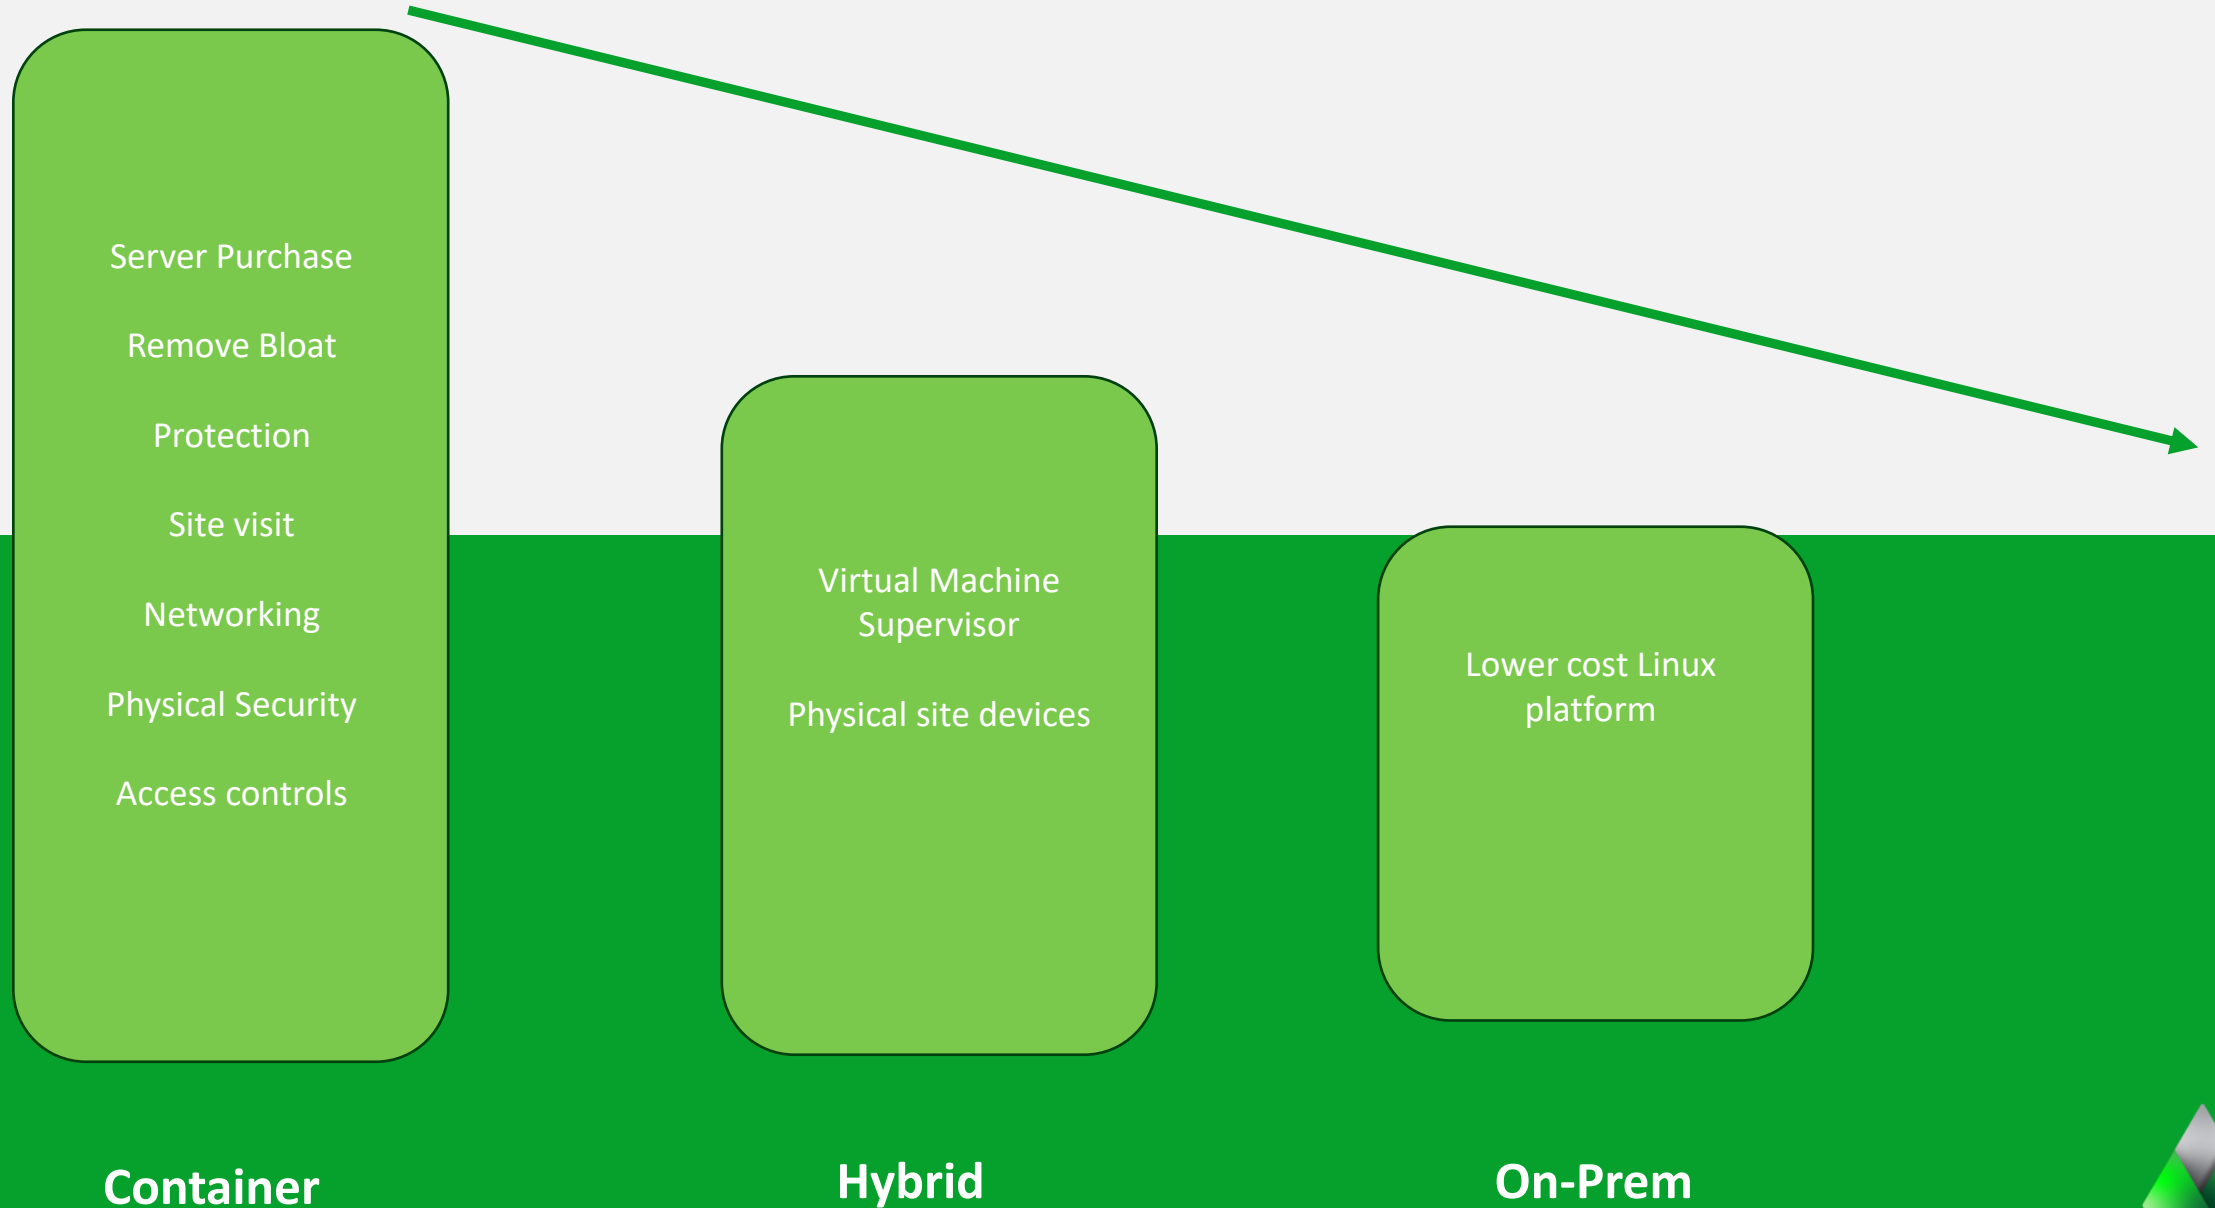 Server Purchase
Remove Bloat
Protection
Site visit
Networking
Physical Security
Access controls
Virtual Machine
Supervisor
Physical site devices
Lower cost Linux
platform
Container
Hybrid
On-Prem